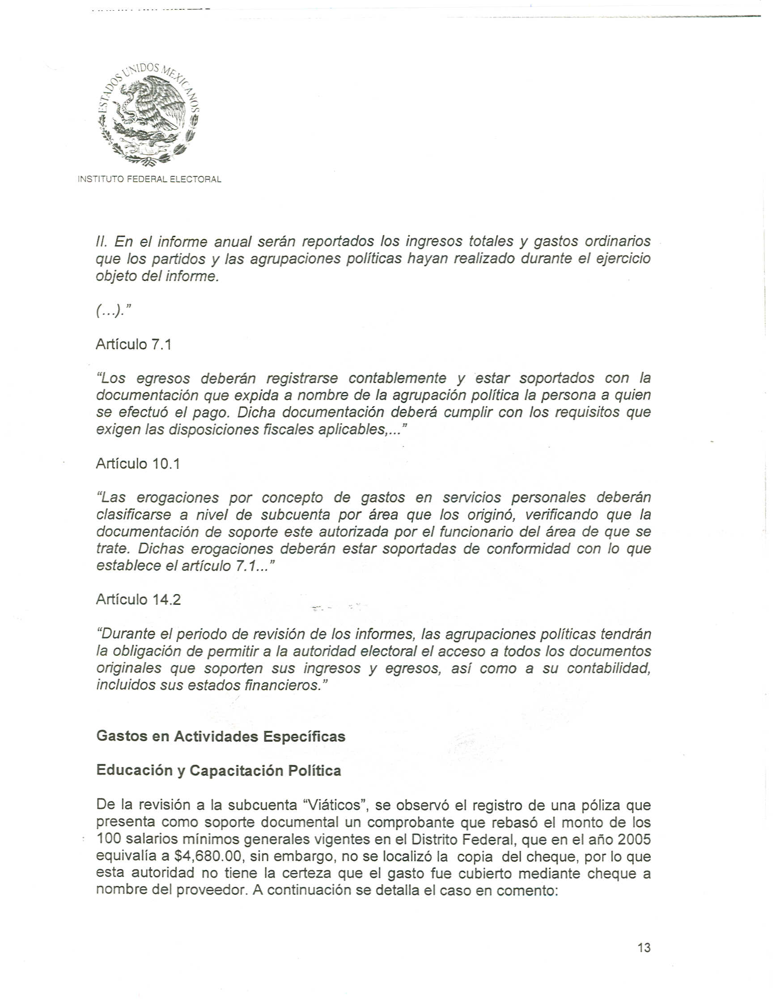 ESTADOS UNIDOS MEXICANOS
INSTITUTO FEDERAL ELECTORAL
II. En el informe anual serán reportados los ingresos totales y gastos ordinarios
que los partidos y las agrupaciones políticas hayan realizado durante el ejercicio
objeto del informe.
(...).”
Artículo 7.1
“Los egresos deberán registrarse contablemente y estar soportados con la
documentación que expida a nombre de la agrupación política la persona a quien
se efectuó el pago. Dicha documentación deberá cumplir con los requisitos que
exigen las disposiciones fiscales aplicables,...”
Artículo 10.1
“Las erogaciones por concepto de gastos en servicios personales deberán
clasificarse a nivel de subcuenta por área que los originó, verificando que la
documentación de soporte este autorizada por el funcionario del área de que se
trate. Dichas erogaciones deberán estar soportadas de conformidad con lo que
establece el artículo 7.1...”
Artículo 14.2
“Durante el periodo de revisión de los informes, las agrupaciones políticas tendrán
la obligación de permitir a la autoridad electoral el acceso a todos los documentos
originales que soporten sus ingresos y egresos, así como a su contabilidad,
incluidos sus estados financieros.”
Gastos en Actividades Específicas
Educación y Capacitación Política
De la revisión a la subcuenta “Viáticos”, se observó el registro de una póliza que
presenta como soporte documental un comprobante que rebasó el monto de los
100 salarios mínimos generales vigentes en el Distrito Federal, que en el año 2005
equivalía a $4,680.00, sin embargo, no se localizó la copia del cheque, por lo que
esta autoridad no tiene la certeza que el gasto fue cubierto mediante cheque a
nombre del proveedor. A continuación se detalla el caso en comento:
13